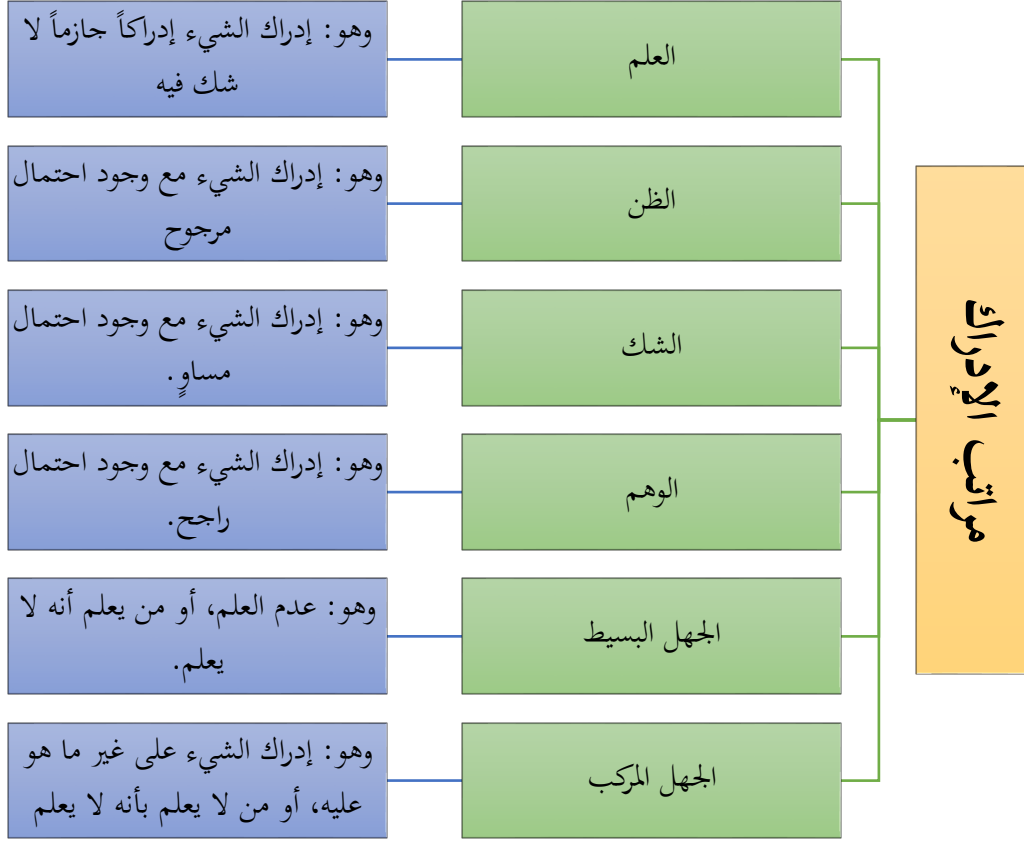 مراتب الإدراك
العلم
وهو: إدراك الشيء إدراكاً جازماً لا
شك فيه
الظن
وهو: إدراك الشيء مع وجود احتمال
مرجوح
الشك
وهو: إدراك الشيء مع وجود احتمال
مساوٍ.
الوهم
وهو: إدراك الشيء مع وجود احتمال
راجح.
الجهل البسيط
وهو: عدم العلم، أو من يعلم أنه لا
يعلم.
الجهل المركب
وهو: إدراك الشيء على غير ما هو
عليه، أو من لا يعلم بأنه لا يعلم